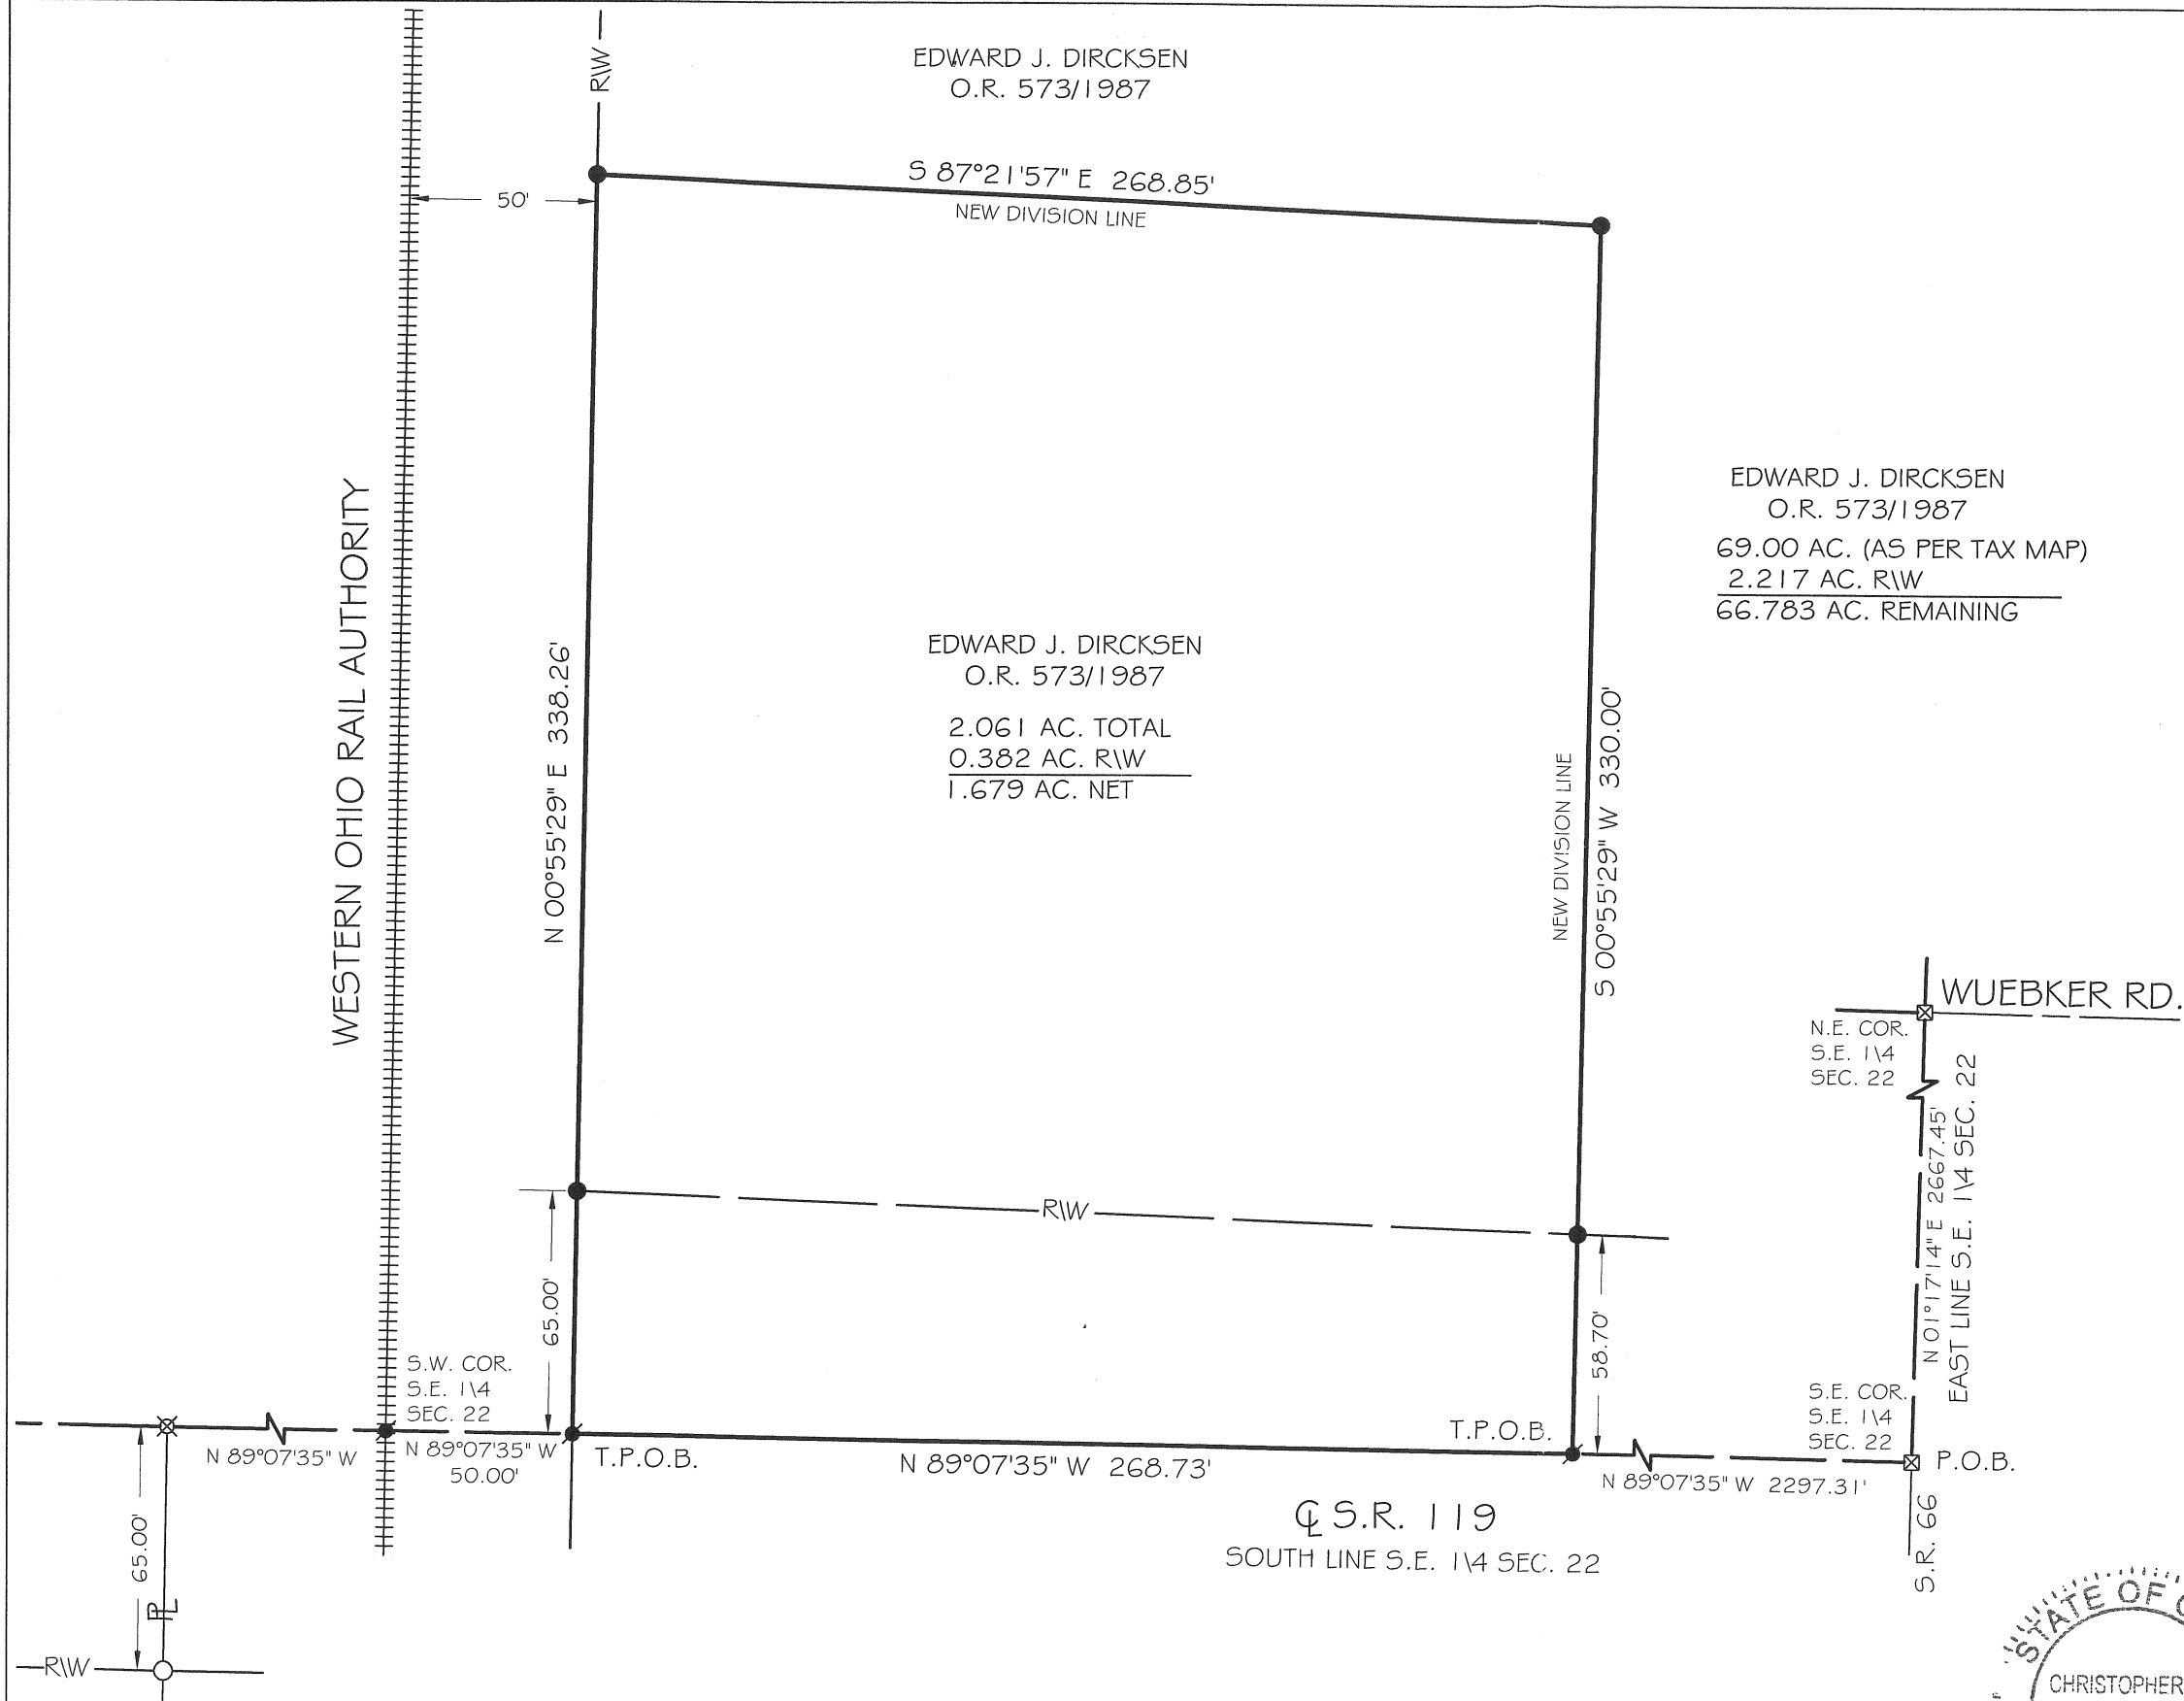 R\W
EDWARD J. DIRCKSEN
O.R. 573/1987
S 87°21'57" E 268.85'
NEW DIVISION LINE
50'
WESTERN OHIO RAIL AUTHORITY
N 00°55'29" E 338.26'
EDWARD J. DIRCKSEN
O.R. 573/1987
2.061 AC. TOTAL
0.382 AC. R\W
1.679 AC. NET
NEW DIVISION LINE
S 00°55'29" W 330.00'
EDWARD J. DIRCKSEN
O.R. 573/1987
69.00 AC. (AS PER TAX MAP)
2.217 AC. R\W
66.783 AC. REMAINING
WUEBKER RD.
N.E. COR.
S.E. 1\4
SEC. 22
N 01°17'14" E 2667.45'
EAST LINE S.E. 1\4 SEC. 22
R\W
65.00'
58.70'
S.W. COR.
S.E. 1\4
SEC. 22
N 89°07'35" W
N 89°07'35" W
50.00'
T.P.O.B.
N 89°07'35" W 268.73'
T.P.O.B.
S.E. COR.
S.E. 1\4
SEC. 22
P.O.B.
N 89°07'35" W 2297.31'
℄ S.R. 119
SOUTH LINE S.E. 1\4 SEC. 22
S.R. 66
65.00'
PL
R\W
STATE OF
CHRISTOPHER